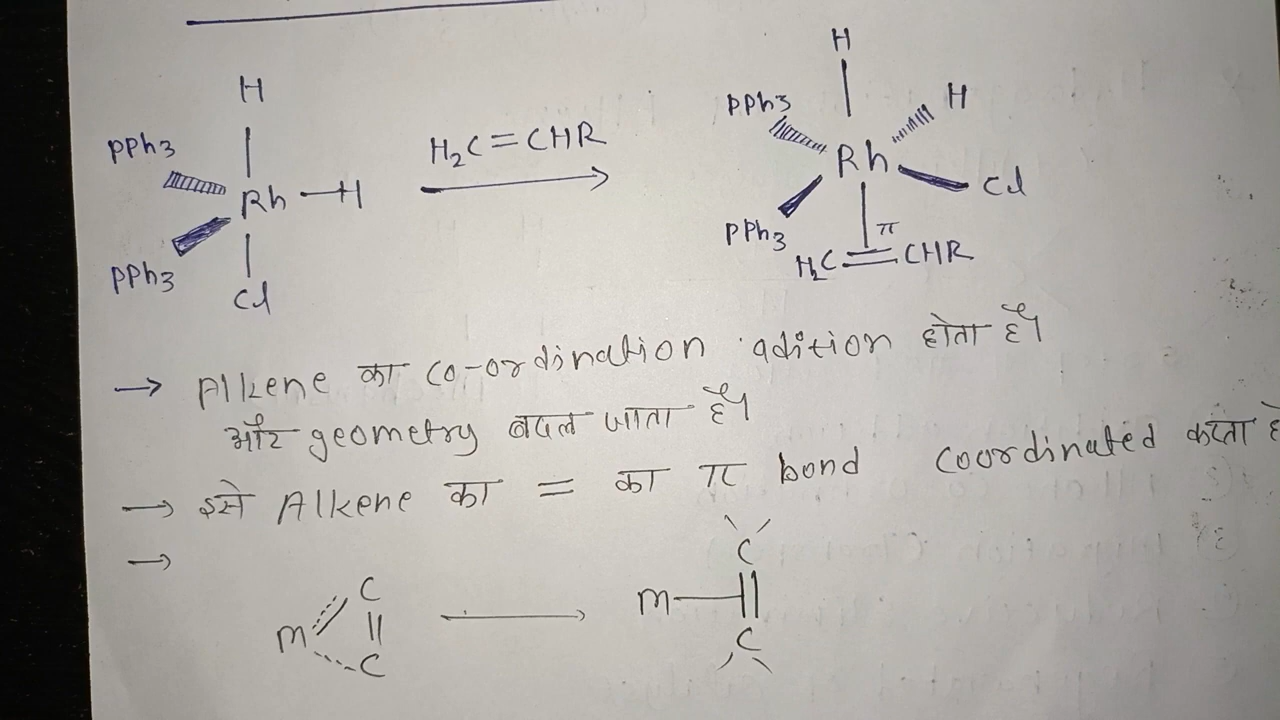 H
H
PPh3
H
PPh3
H2C=CHR
Rh
Rh—H
Cl
PPh3
PPh3
π
H2C=CHR
Cl
→ Alkene का co-ordination adition होता है।
और geometry बदल जाता है।
→ इसे Alkene का = का π bond coordinated करता है
→
C
C
M
M
||
||
C
C